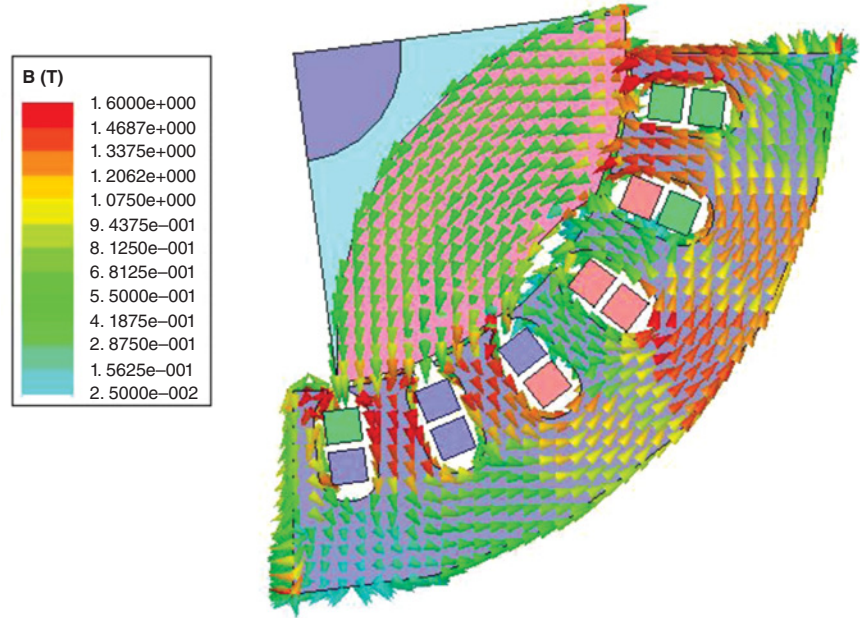 B (T)
1. 6000e+000
1. 4687e+000
1. 3375e+000
1. 2062e+000
1. 0750e+000
9. 4375e–001
8. 1250e–001
6. 8125e–001
5. 5000e–001
4. 1875e–001
2. 8750e–001
1. 5625e–001
2. 5000e–002